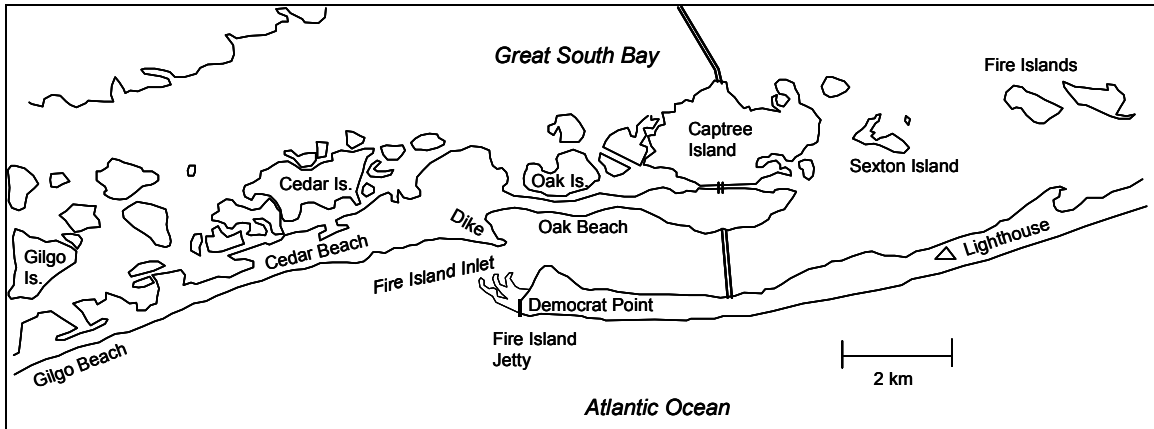 Great South Bay
Fire Islands
Captree
Island
Sexton Island
Cedar Is.
Oak Is.
Dike
Oak Beach
Cedar Beach
Lighthouse
Gilgo
Is.
Fire Island Inlet
Democrat Point
Fire Island
Jetty
Gilgo Beach
2 km
Atlantic Ocean